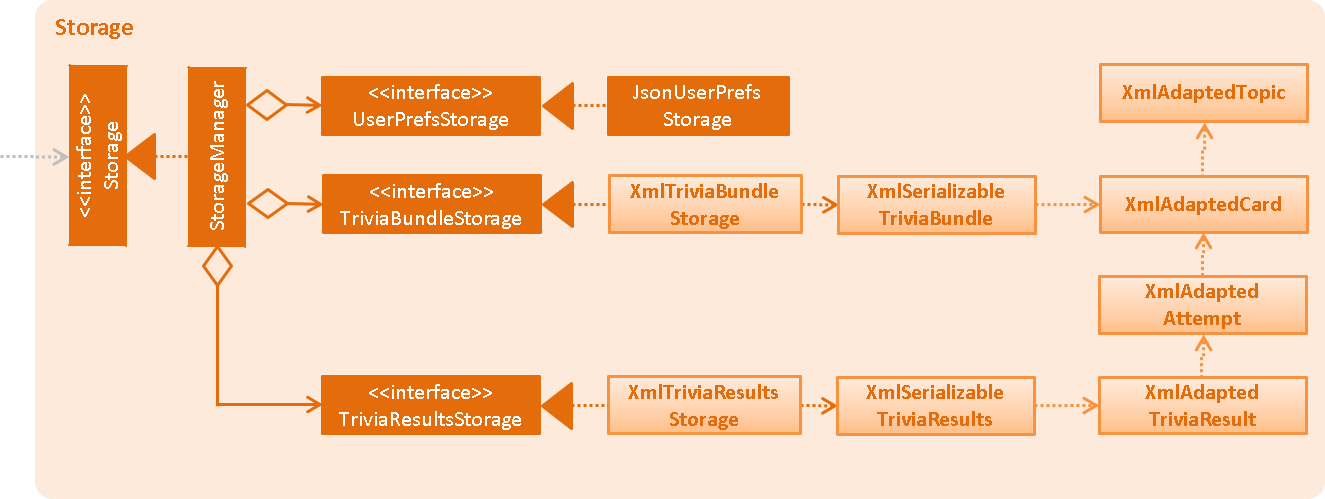 Storage
<<interface>>
Storage
StorageManager
<<interface>>
UserPrefsStorage
JsonUserPrefs
Storage
XmlAdaptedTopic
<<interface>>
TriviaBundleStorage
XmlTriviaBundle
Storage
XmlSerializable
TriviaBundle
XmlAdaptedCard
XmlAdapted
Attempt
<<interface>>
TriviaResultsStorage
XmlTriviaResults
Storage
XmlSerializable
TriviaResults
XmlAdapted
TriviaResult